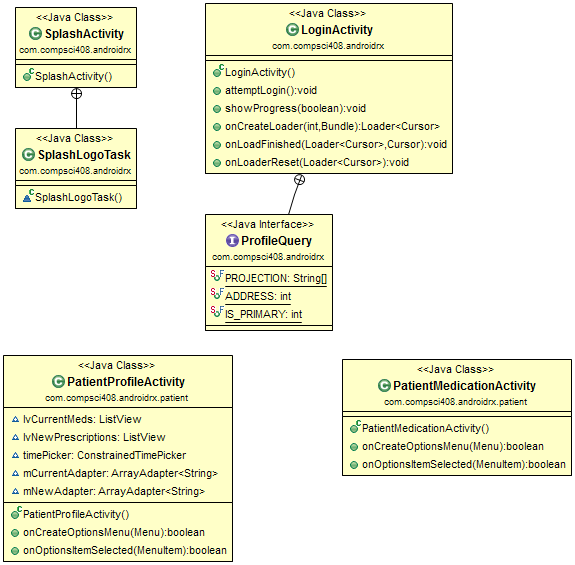 <<Java Class>>
SplashActivity
com.compsci408.androidrx
SplashActivity()
<<Java Class>>
SplashLogoTask
com.compsci408.androidrx
SplashLogoTask()
<<Java Class>>
LoginActivity
com.compsci408.androidrx
LoginActivity()
attemptLogin():void
showProgress(boolean):void
onCreateLoader(int,Bundle):Loader<Cursor>
onLoadFinished(Loader<Cursor>,Cursor):void
onLoaderReset(Loader<Cursor>):void
<<Java Interface>>
ProfileQuery
com.compsci408.androidrx
PROJECTION: String[]
ADDRESS: int
IS_PRIMARY: int
<<Java Class>>
PatientProfileActivity
com.compsci408.androidrx.patient
lvCurrentMeds: ListView
lvNewPrescriptions: ListView
timePicker: ConstrainedTimePicker
mCurrentAdapter: ArrayAdapter<String>
mNewAdapter: ArrayAdapter<String>
PatientProfileActivity()
onCreateOptionsMenu(Menu):boolean
onOptionsItemSelected(MenuItem):boolean
<<Java Class>>
PatientMedicationActivity
com.compsci408.androidrx.patient
PatientMedicationActivity()
onCreateOptionsMenu(Menu):boolean
onOptionsItemSelected(MenuItem):boolean